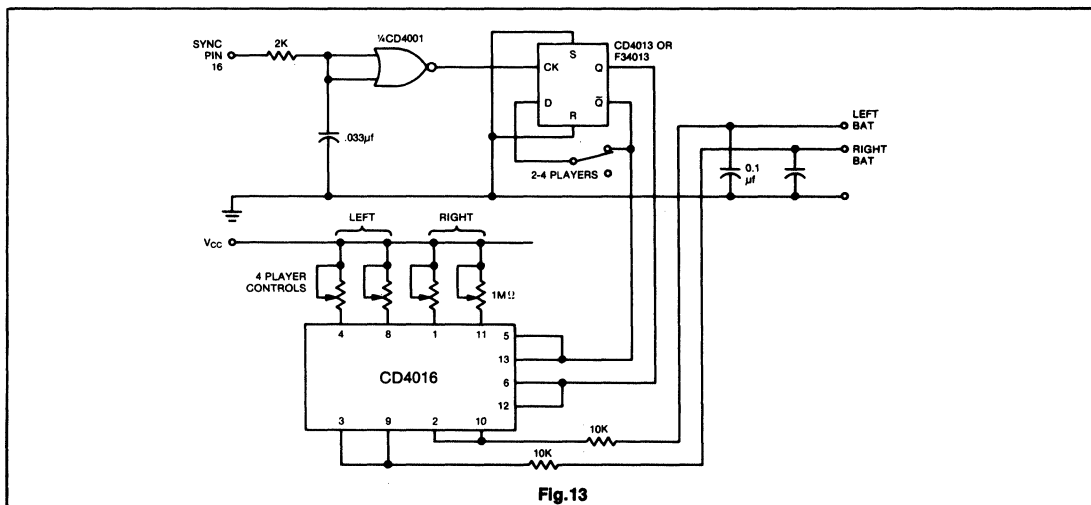 SYNC
PIN
16
2K
¼CD4001
.033µf
CD4013 OR
F34013
S
CK
Q
D
Q̅
R
2-4 PLAYERS
LEFT
BAT
RIGHT
BAT
0.1
µf
LEFT
RIGHT
VCC
4 PLAYER
CONTROLS
1MΩ
4 8 1 11
5
13
CD4016
6
12
3 9 2 10
10K
10K
Fig.13